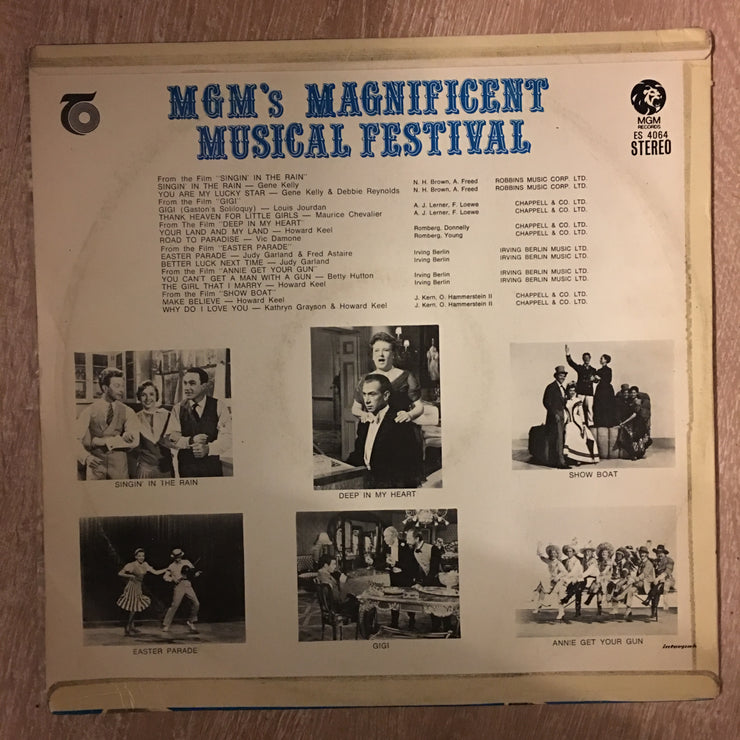 MGM's MAGNIFICENT
MUSICAL FESTIVAL
MGM
RECORDS
ES 4064
STEREO
From the Film "SINGIN' IN THE RAIN"
SINGIN' IN THE RAIN — Gene Kelly N. H. Brown, A. Freed ROBBINS MUSIC CORP. LTD.
YOU ARE MY LUCKY STAR — Gene Kelly & Debbie Reynolds N. H. Brown, A. Freed ROBBINS MUSIC CORP. LTD.
From the Film "GIGI"
GIGI (Gaston's Soliloquy) — Louis Jourdan A. J. Lerner, F. Loewe CHAPPELL & CO. LTD.
THANK HEAVEN FOR LITTLE GIRLS — Maurice Chevalier A. J. Lerner, F. Loewe CHAPPELL & CO. LTD.
From The Film "DEEP IN MY HEART"
YOUR LAND AND MY LAND — Howard Keel Romberg, Donnelly CHAPPELL & CO. LTD.
ROAD TO PARADISE — Vic Damone Romberg, Young CHAPPELL & CO. LTD.
From the Film "EASTER PARADE"
EASTER PARADE — Judy Garland & Fred Astaire Irving Berlin IRVING BERLIN MUSIC LTD.
BETTER LUCK NEXT TIME — Judy Garland Irving Berlin IRVING BERLIN MUSIC LTD.
From the Film "ANNIE GET YOUR GUN"
YOU CAN'T GET A MAN WITH A GUN — Betty Hutton Irving Berlin IRVING BERLIN MUSIC LTD.
THE GIRL THAT I MARRY — Howard Keel Irving Berlin IRVING BERLIN MUSIC LTD.
From the Film "SHOW BOAT"
MAKE BELIEVE — Howard Keel J. Kern, O. Hammerstein II CHAPPELL & CO. LTD.
WHY DO I LOVE YOU — Kathryn Grayson & Howard Keel J. Kern, O. Hammerstein II CHAPPELL & CO. LTD.
SINGIN' IN THE RAIN
DEEP IN MY HEART
SHOW BOAT
EASTER PARADE
GIGI
ANNIE GET YOUR GUN